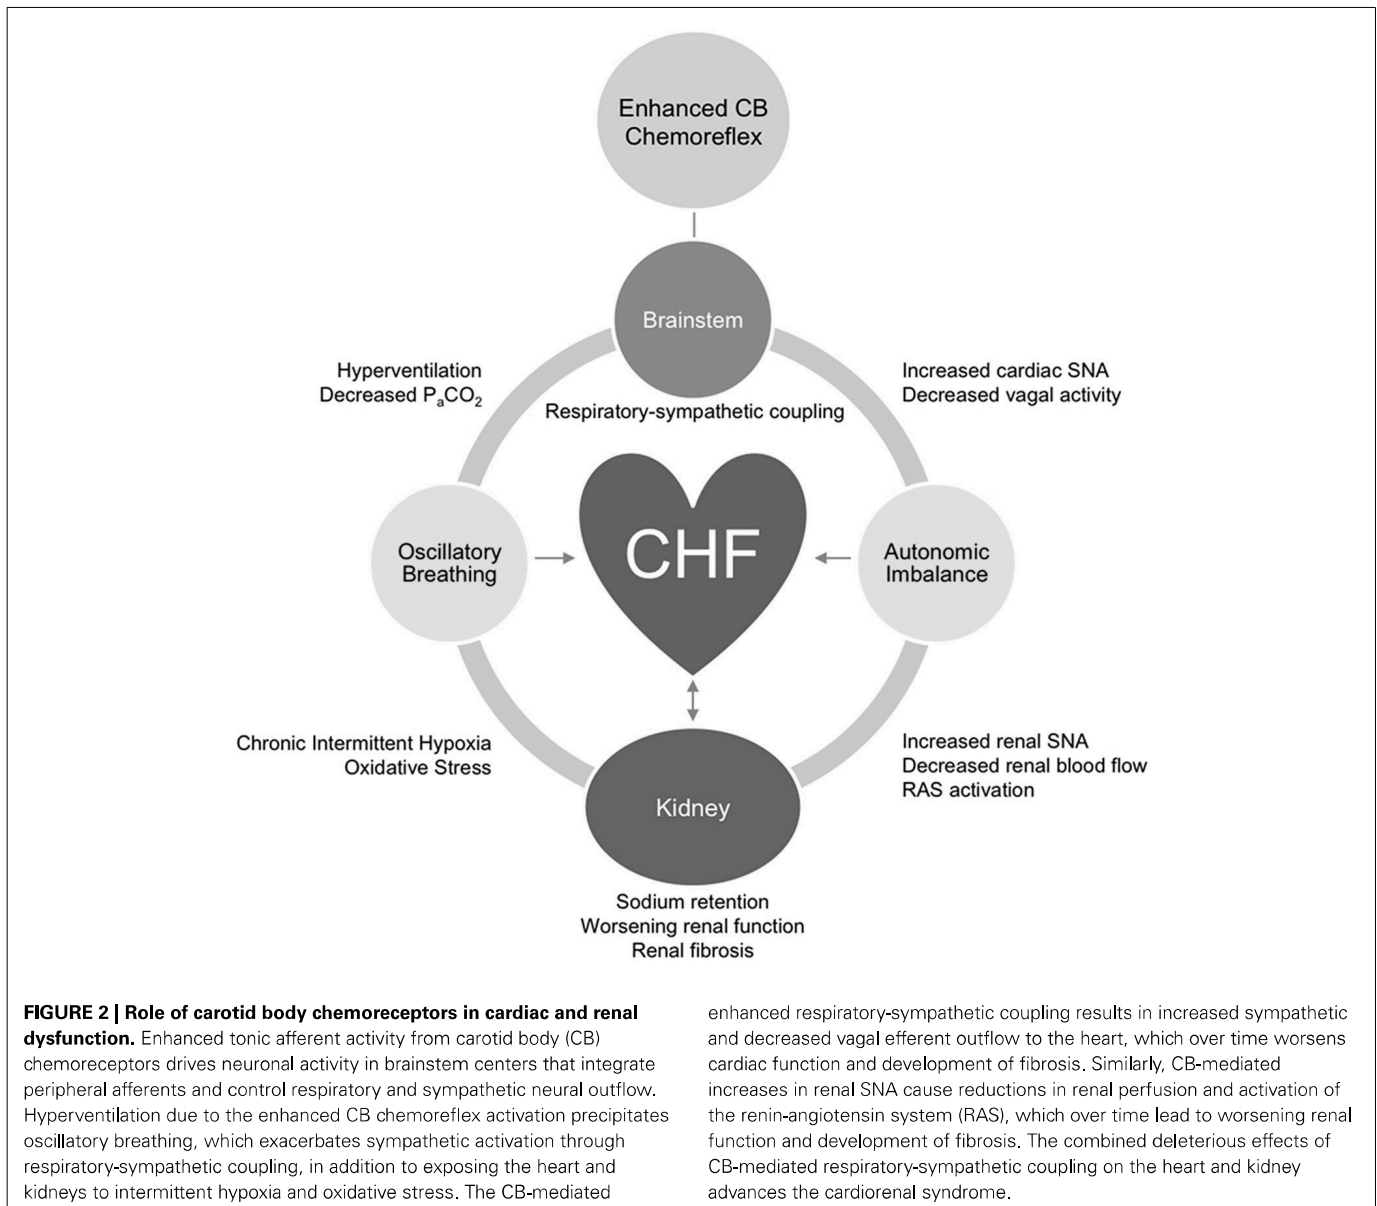 Enhanced CB
Chemoreflex
Brainstem
Respiratory-sympathetic coupling
Hyperventilation
Decreased PaCO2
Increased cardiac SNA
Decreased vagal activity
Oscillatory
Breathing
CHF
Autonomic
Imbalance
Chronic Intermittent Hypoxia
Oxidative Stress
Increased renal SNA
Decreased renal blood flow
RAS activation
Kidney
Sodium retention
Worsening renal function
Renal fibrosis
FIGURE 2 | Role of carotid body chemoreceptors in cardiac and renal
dysfunction. Enhanced tonic afferent activity from carotid body (CB)
chemoreceptors drives neuronal activity in brainstem centers that integrate
peripheral afferents and control respiratory and sympathetic neural outflow.
Hyperventilation due to the enhanced CB chemoreflex activation precipitates
oscillatory breathing, which exacerbates sympathetic activation through
respiratory-sympathetic coupling, in addition to exposing the heart and
kidneys to intermittent hypoxia and oxidative stress. The CB-mediated
enhanced respiratory-sympathetic coupling results in increased sympathetic
and decreased vagal efferent outflow to the heart, which over time worsens
cardiac function and development of fibrosis. Similarly, CB-mediated
increases in renal SNA cause reductions in renal perfusion and activation of
the renin-angiotensin system (RAS), which over time lead to worsening renal
function and development of fibrosis. The combined deleterious effects of
CB-mediated respiratory-sympathetic coupling on the heart and kidney
advances the cardiorenal syndrome.